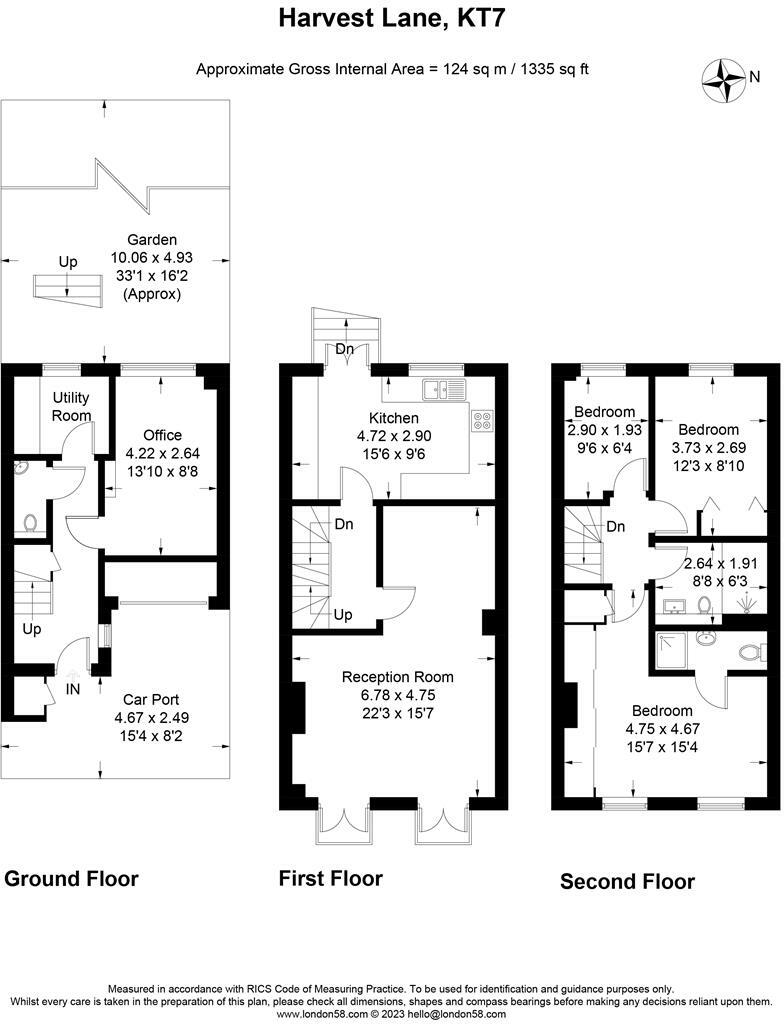 Harvest Lane, KT7
Approximate Gross Internal Area = 124 sq m / 1335 sq ft
N
Garden
10.06 x 4.93
33'1 x 16'2
(Approx)
Up
Utility
Room
Office
4.22 x 2.64
13'10 x 8'8
Up
IN
Car Port
4.67 x 2.49
15'4 x 8'2
Ground Floor
Dn
Kitchen
4.72 x 2.90
15'6 x 9'6
Dn
Up
Reception Room
6.78 x 4.75
22'3 x 15'7
First Floor
Bedroom
2.90 x 1.93
9'6 x 6'4
Bedroom
3.73 x 2.69
12'3 x 8'10
Dn
2.64 x 1.91
8'8 x 6'3
Bedroom
4.75 x 4.67
15'7 x 15'4
Second Floor
Measured in accordance with RICS Code of Measuring Practice. To be used for identification and guidance purposes only.
Whilst every care is taken in the preparation of this plan, please check all dimensions, shapes and compass bearings before making any decisions reliant upon them.
www.london58.com © 2023 hello@london58.com